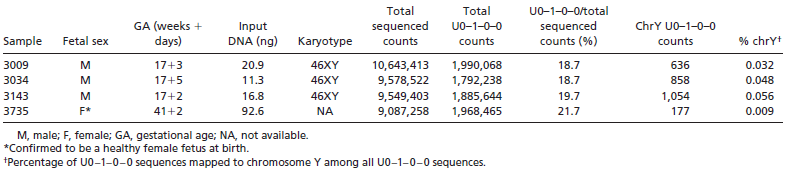 Total Total U0–1–0–0/total
GA (weeks + Input sequenced U0–1–0–0 sequenced ChrY U0–1–0–0
Sample Fetal sex days) DNA (ng) Karyotype counts counts counts (%) counts % chrY†
3009 M 17+3 20.9 46XY 10,643,413 1,990,068 18.7 636 0.032
3034 M 17+5 11.3 46XY 9,578,522 1,792,238 18.7 858 0.048
3143 M 17+2 16.8 46XY 9,549,403 1,885,644 19.7 1,054 0.056
3735 F* 41+2 92.6 NA 9,087,258 1,968,465 21.7 177 0.009
M, male; F, female; GA, gestational age; NA, not available.
*Confirmed to be a healthy female fetus at birth.
†Percentage of U0–1–0–0 sequences mapped to chromosome Y among all U0–1–0–0 sequences.